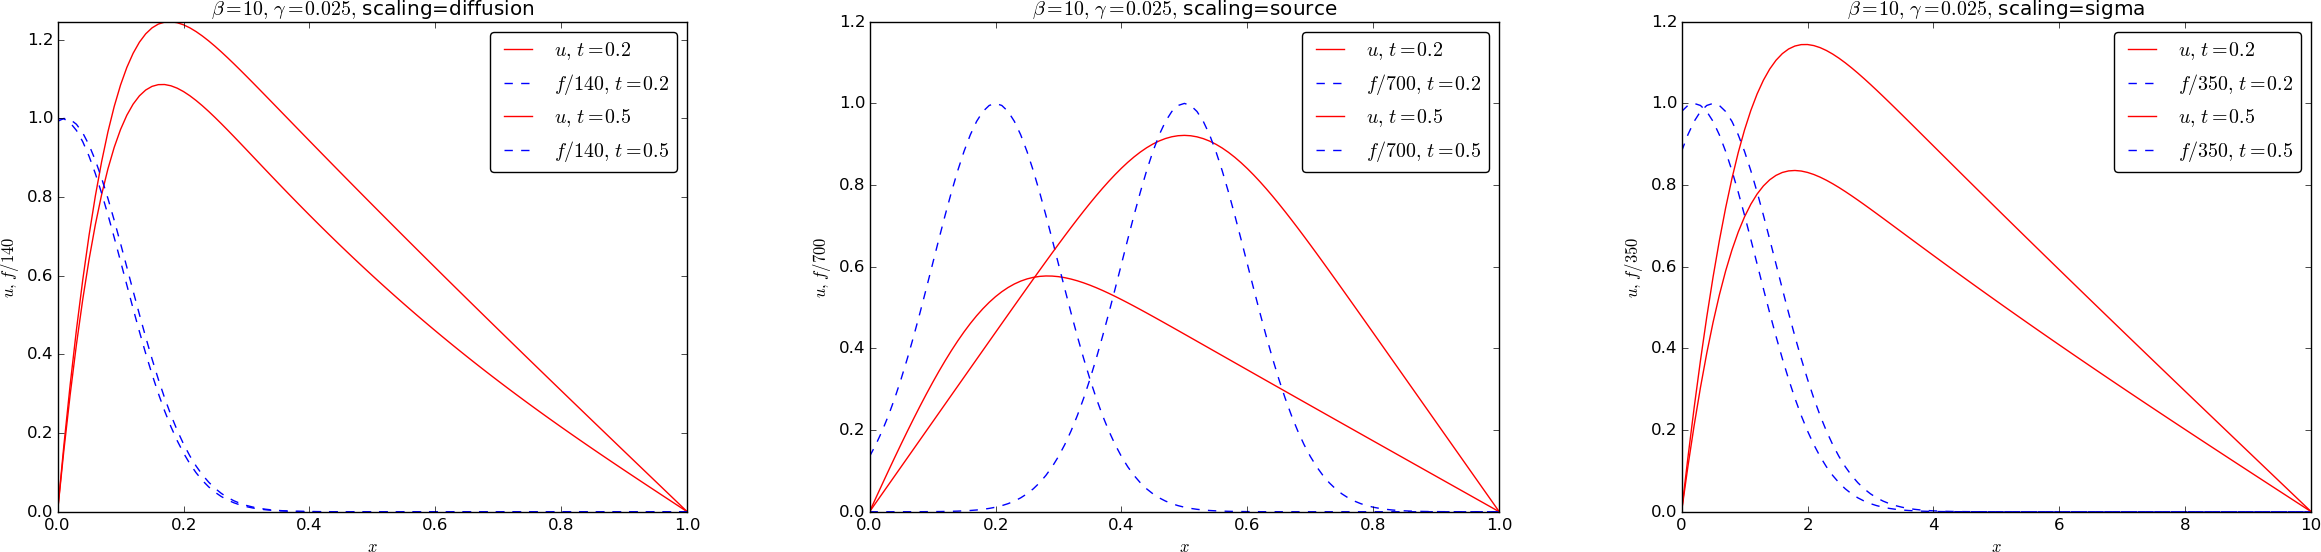 β=10, γ=0.025, scaling=diffusion
u, t=0.2
f/140, t=0.2
u, t=0.5
f/140, t=0.5
1.2
1.0
0.8
0.6
0.4
0.2
0.0
u, f/140
0.0 0.2 0.4 0.6 0.8 1.0
x
β=10, γ=0.025, scaling=source
u, t=0.2
f/700, t=0.2
u, t=0.5
f/700, t=0.5
1.2
1.0
0.8
0.6
0.4
0.2
0.0
u, f/700
0.0 0.2 0.4 0.6 0.8 1.0
x
β=10, γ=0.025, scaling=sigma
u, t=0.2
f/350, t=0.2
u, t=0.5
f/350, t=0.5
1.2
1.0
0.8
0.6
0.4
0.2
0.0
u, f/350
0 2 4 6 8 10
x